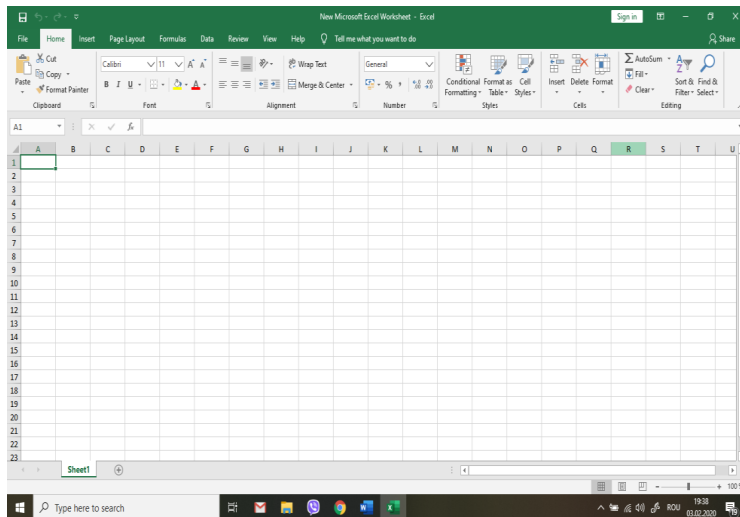 New Microsoft Excel Worksheet - Excel
Sign in
File Home Insert Page Layout Formulas Data Review View Help Tell me what you want to do Share
Paste
Cut
Copy
Format Painter
Clipboard
Calibri 11
B I U
Font
Wrap Text
Merge & Center
Alignment
General
% ,
Number
Conditional Formatting
Format as Table
Cell Styles
Styles
Insert Delete Format
Cells
AutoSum
Fill
Clear
Sort & Filter
Find & Select
Editing
A1 fx
A B C D E F G H I J K L M N O P Q R S T U
1
2
3
4
5
6
7
8
9
10
11
12
13
14
15
16
17
18
19
20
21
22
23
Sheet1
100%
Type here to search
ROU
19:38
03.02.2020